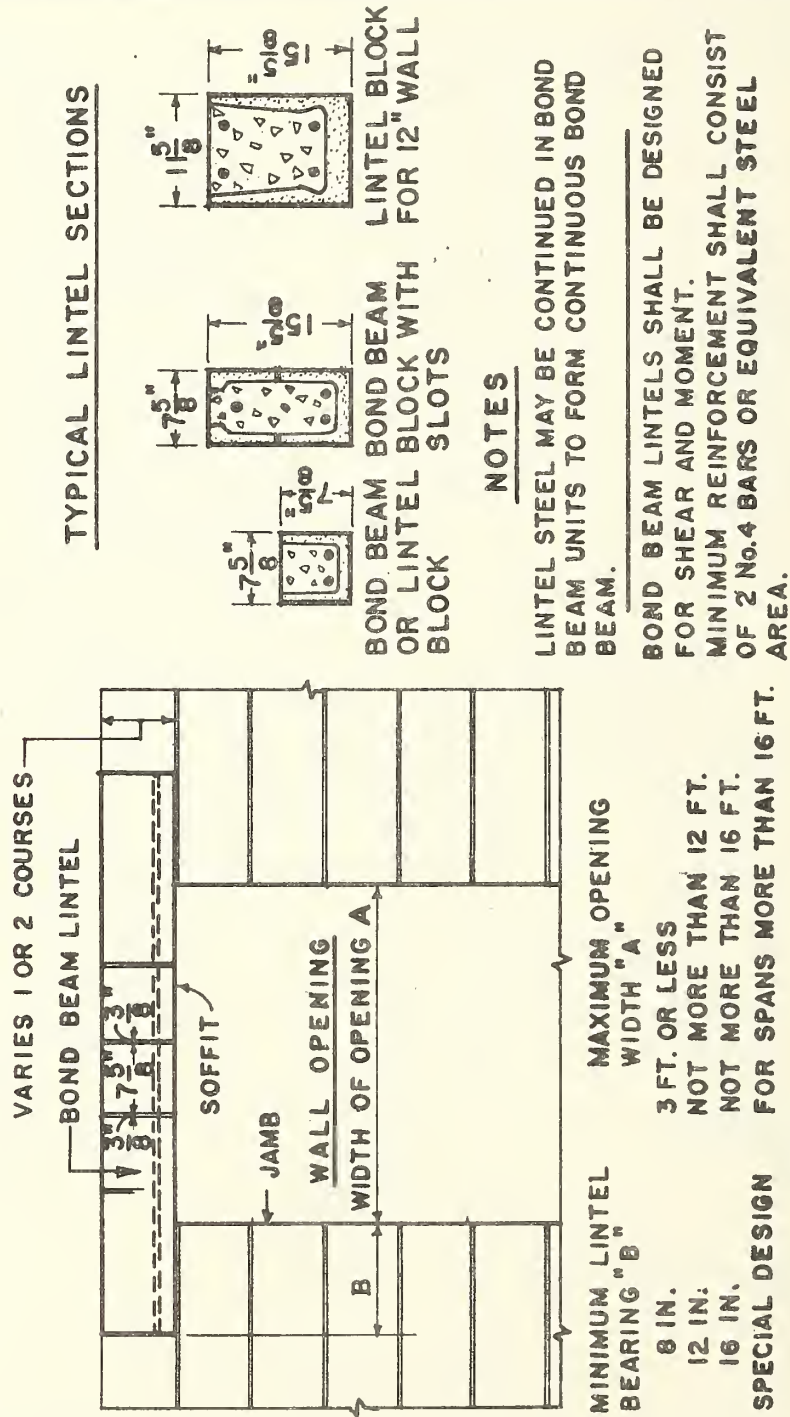 VARIES 1 OR 2 COURSES
BOND BEAM LINTEL
3/8" 7 5/8" 3/8"
SOFFIT
JAMB
WALL OPENING
WIDTH OF OPENING A
B
MINIMUM LINTEL BEARING "B"
MAXIMUM OPENING WIDTH "A"
8 IN. 3 FT. OR LESS
12 IN. NOT MORE THAN 12 FT.
16 IN. NOT MORE THAN 16 FT.
SPECIAL DESIGN FOR SPANS MORE THAN 16 FT.
TYPICAL LINTEL SECTIONS
7 5/8"
7 5/8"
BOND BEAM
OR LINTEL
BLOCK
7 5/8"
15 5/8"
BOND BEAM
BLOCK WITH
SLOTS
11 5/8"
15 5/8"
LINTEL BLOCK
FOR 12" WALL
NOTES
LINTEL STEEL MAY BE CONTINUED IN BOND
BEAM UNITS TO FORM CONTINUOUS BOND
BEAM.
BOND BEAM LINTELS SHALL BE DESIGNED
FOR SHEAR AND MOMENT.
MINIMUM REINFORCEMENT SHALL CONSIST
OF 2 No.4 BARS OR EQUIVALENT STEEL
AREA.